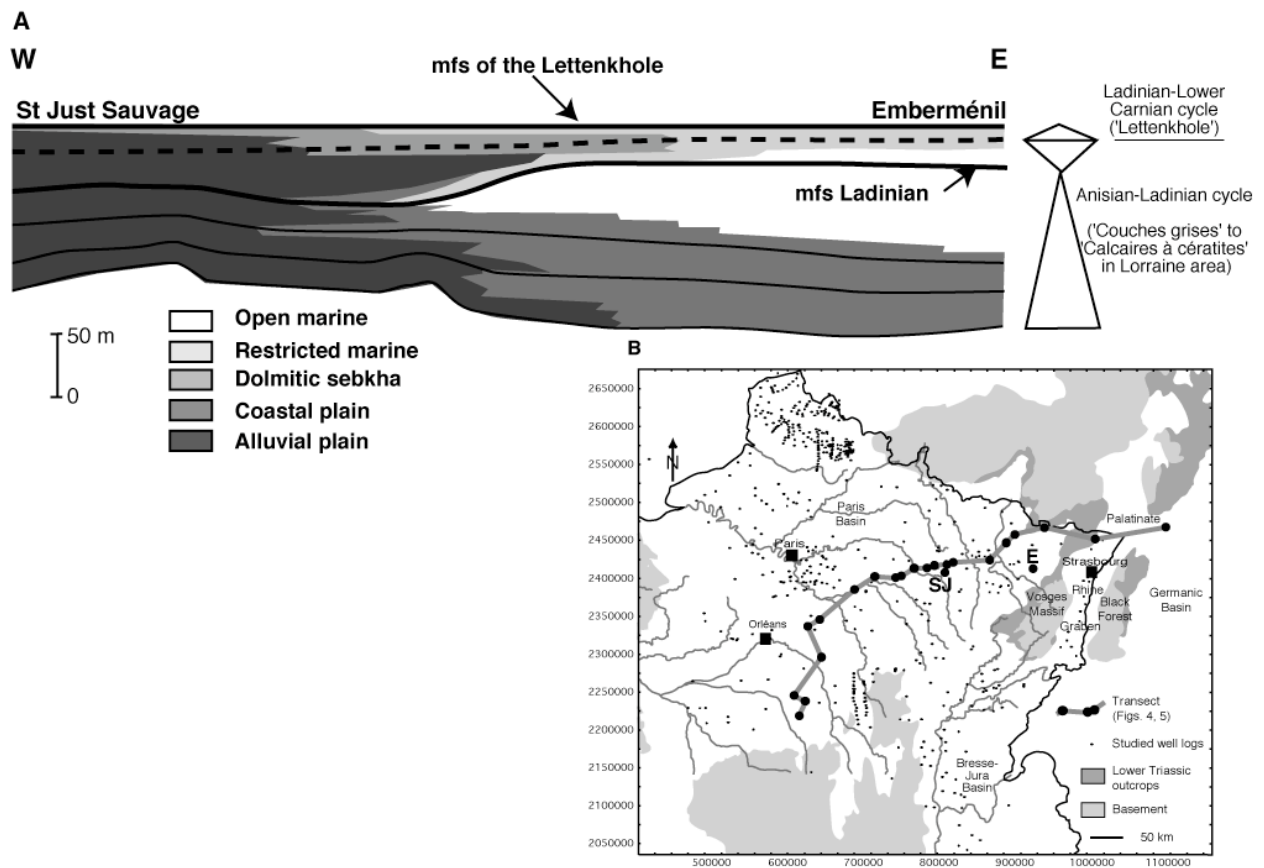 A
W
E
mfs of the Lettenkhole
St Just Sauvage
Emberménil
mfs Ladinian
Ladinian-Lower
Carnian cycle
('Lettenkhole')
Anisian-Ladinian cycle
('Couches grises' to
'Calcaires à cératites'
in Lorraine area)
50 m
0
Open marine
Restricted marine
Dolmitic sebkha
Coastal plain
Alluvial plain
B
2650000
2600000
2550000
2500000
2450000
2400000
2350000
2300000
2250000
2200000
2150000
2100000
2050000
500000
600000
700000
800000
900000
1000000
1100000
N
Paris
Basin
Paris
Orléans
SJ
E
Palatinate
Strasbourg
Vosges
Massif
Rhine
Graben
Black
Forest
Germanic
Basin
Bresse-
Jura
Basin
Transect
(Figs. 4, 5)
Studied well logs
Lower Triassic
outcrops
Basement
50 km